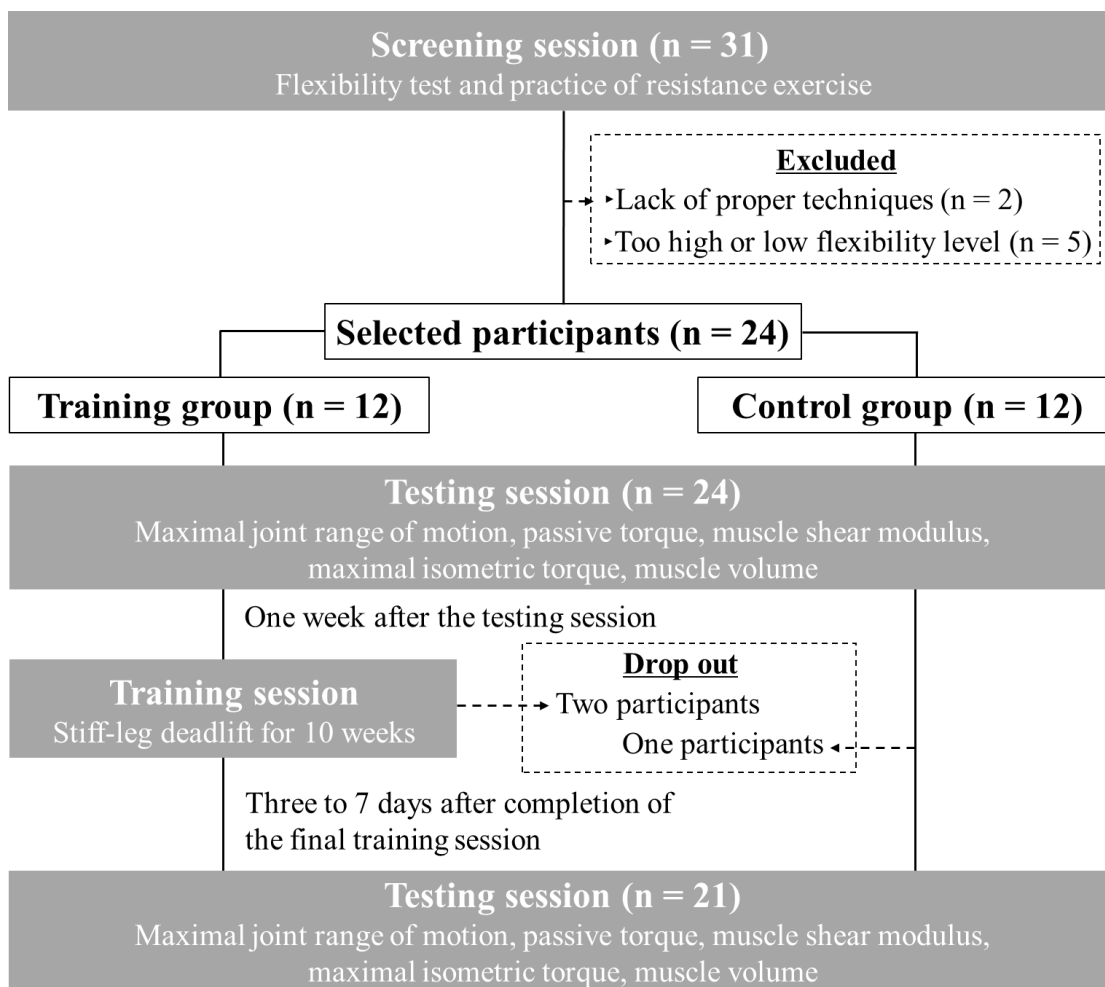 Screening session (n = 31)
Flexibility test and practice of resistance exercise
Excluded
‣Lack of proper techniques (n = 2)
‣Too high or low flexibility level (n = 5)
Selected participants (n = 24)
Training group (n = 12)
Control group (n = 12)
Testing session (n = 24)
Maximal joint range of motion, passive torque, muscle shear modulus,
maximal isometric torque, muscle volume
One week after the testing session
Training session
Stiff-leg deadlift for 10 weeks
Drop out
Two participants
One participants
Three to 7 days after completion of
the final training session
Testing session (n = 21)
Maximal joint range of motion, passive torque, muscle shear modulus,
maximal isometric torque, muscle volume